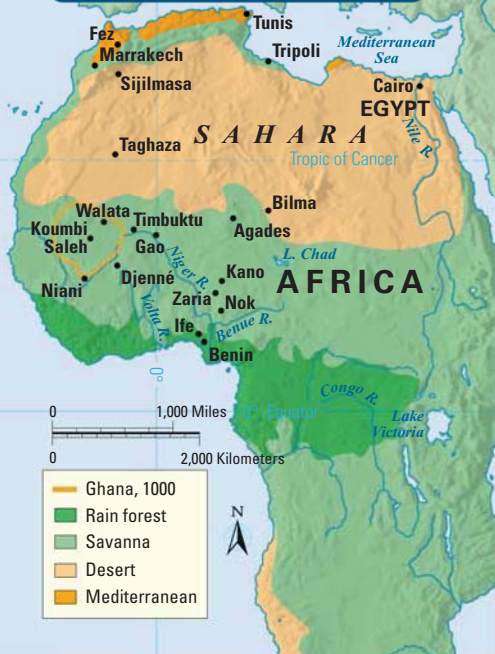 Tunis
Fez
Mediterranean
Sea
Marrakech
Tripoli
Sijilmasa
Cairo
EGYPT
SAHARA
Nile R.
Taghaza
Tropic of Cancer
Bilma
Walata
Timbuktu
Koumbi
Saleh
Agades
Gao
L. Chad
Niger R.
Kano
AFRICA
Niani
Djenné
Zaria
Nok
Volta R.
Ife
Benue R.
Benin
0°
Congo R.
0 1,000 Miles
0° Equator
Lake
Victoria
0 2,000 Kilometers
Ghana, 1000
Rain forest
Savanna
Desert
Mediterranean
N